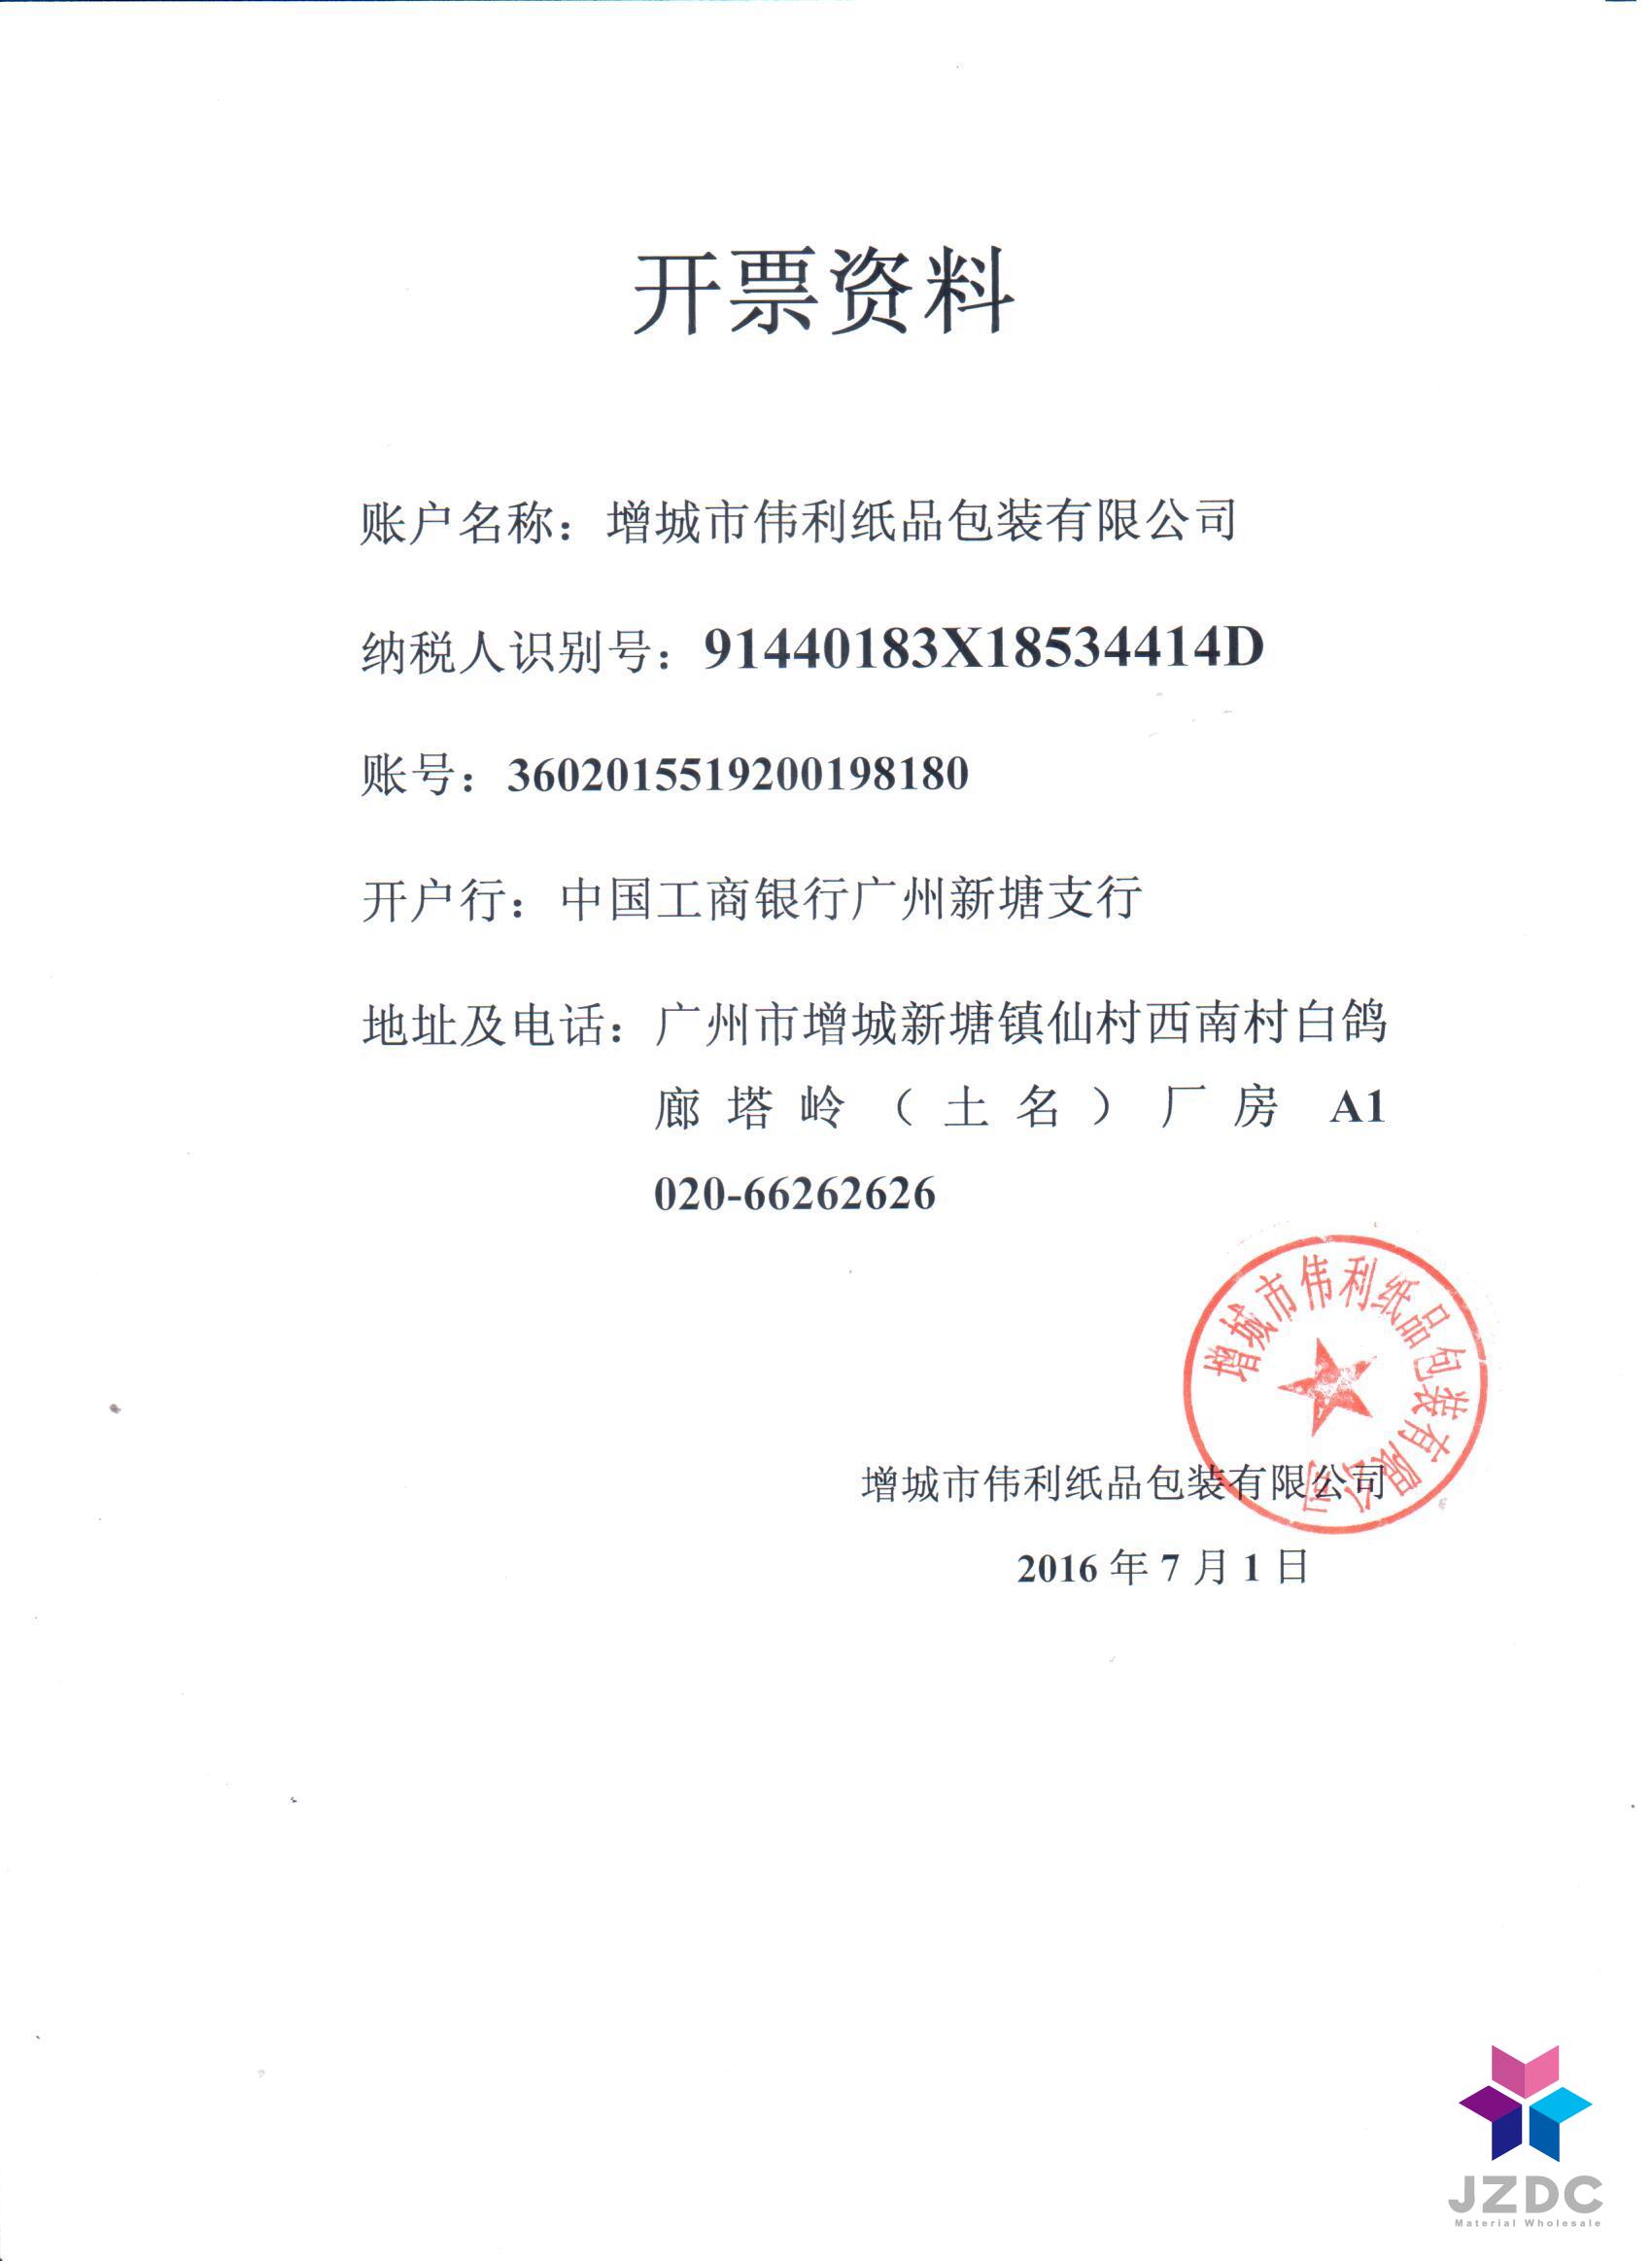 开票资料
账户名称：增城市伟利纸品包装有限公司
纳税人识别号：91440183X18534414D
账号：3602015519200198180
开户行：中国工商银行广州新塘支行
地址及电话：广州市增城新塘镇仙村西南村白鸽
廊塔岭（土名）厂房 A1
020-66262626
增城市伟利纸品包装有限公司
增城市伟利纸品包装有限公司
2016 年 7 月 1 日
JZDC
Material Wholesale